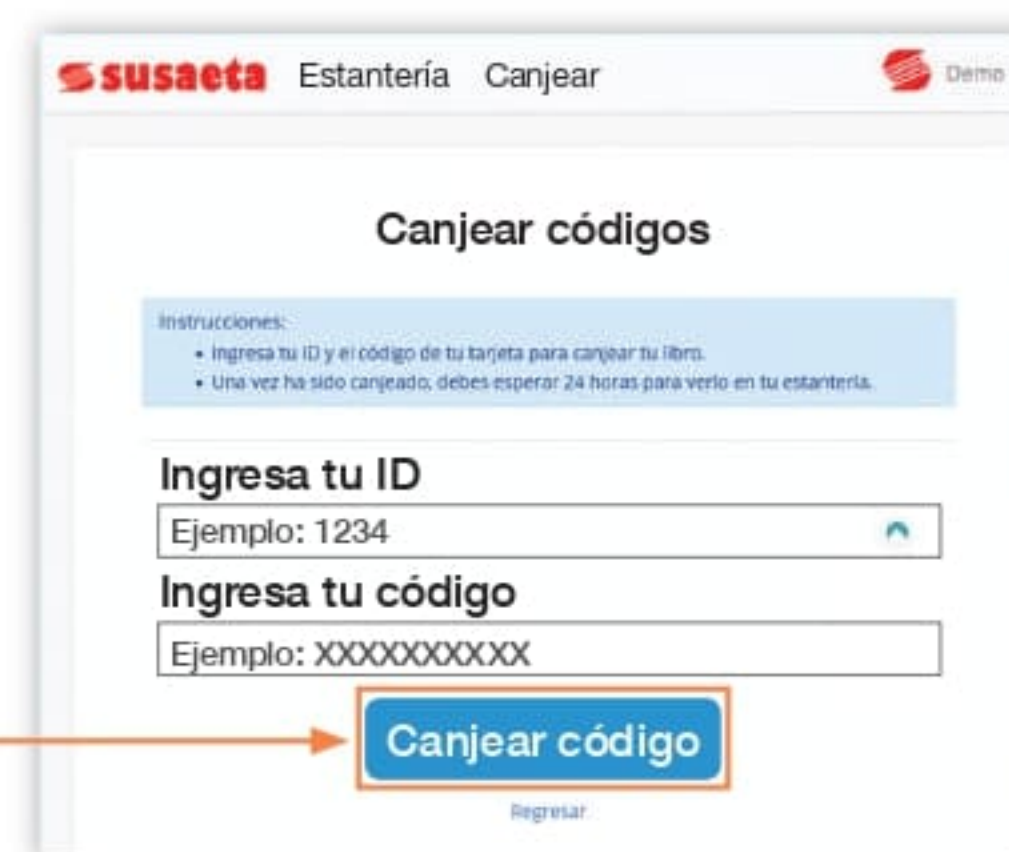 susaeta Estantería Canjear Demo
Canjear códigos
Instrucciones:
• Ingresa tu ID y el código de tu tarjeta para canjear tu libro.
• Una vez ha sido canjeado, debes esperar 24 horas para verlo en tu estantería.
Ingresa tu ID
Ejemplo: 1234
Ingresa tu código
Ejemplo: XXXXXXXXXX
Canjear código
Regresar